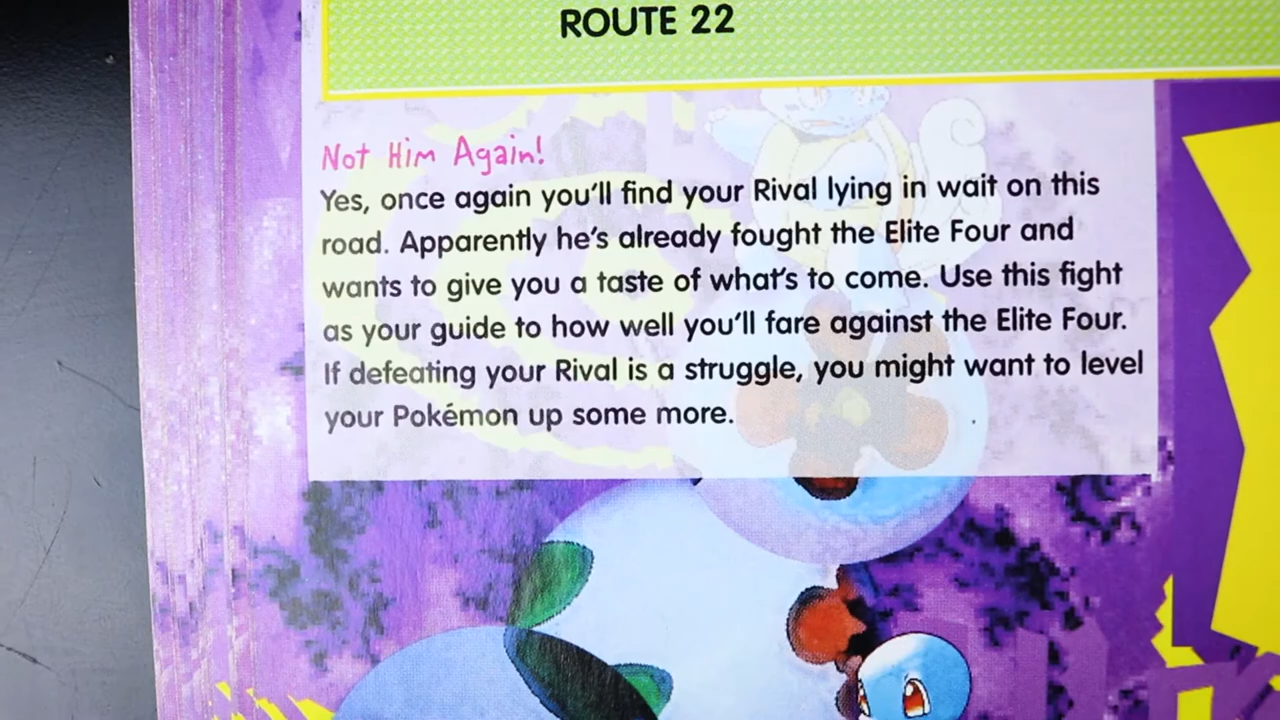 ROUTE 22
Not Him Again!
Yes, once again you'll find your Rival lying in wait on this
road. Apparently he's already fought the Elite Four and
wants to give you a taste of what's to come. Use this fight
as your guide to how well you'll fare against the Elite Four.
If defeating your Rival is a struggle, you might want to level
your Pokémon up some more.